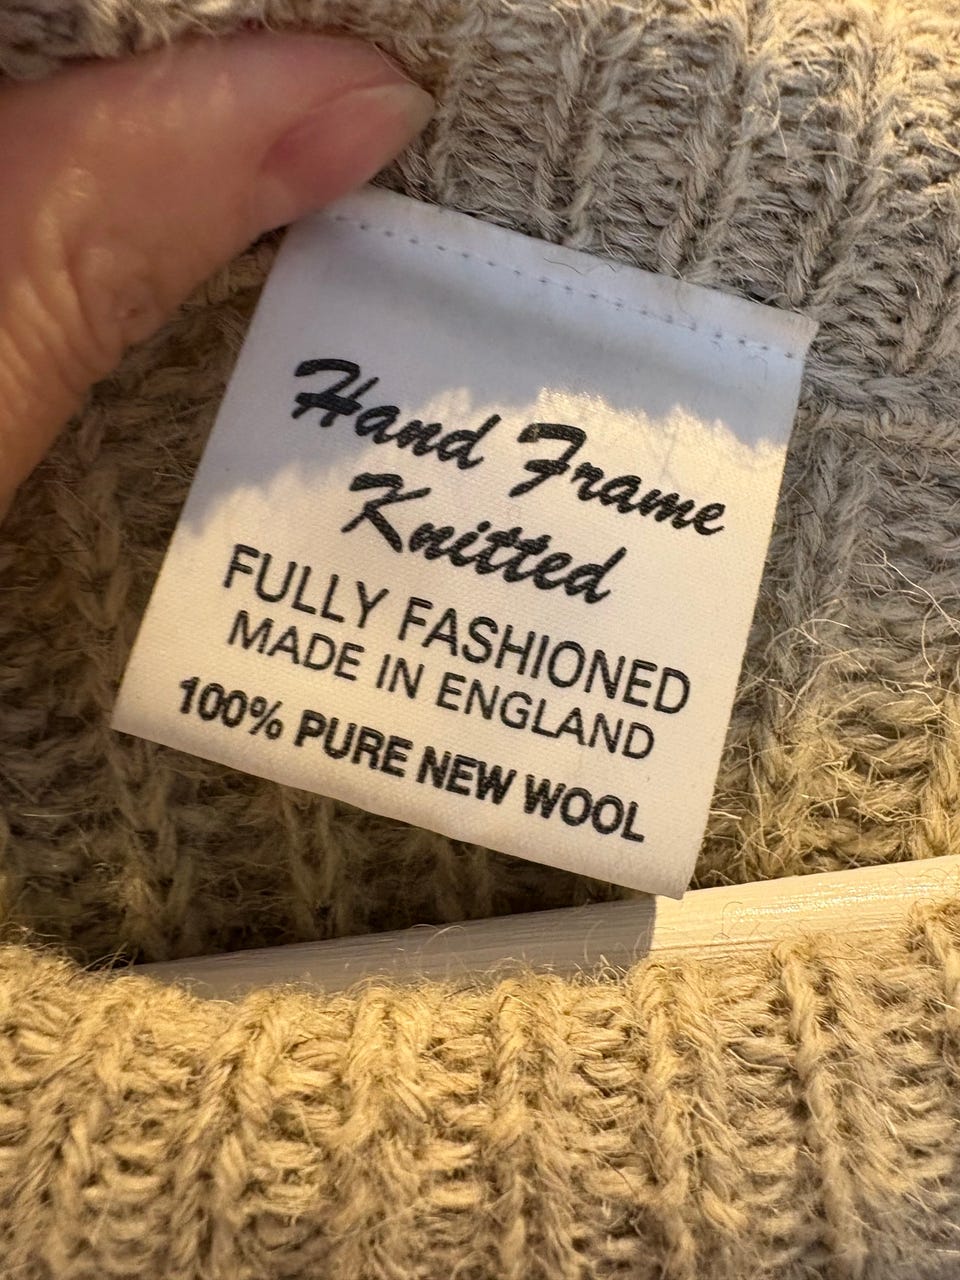 Hand Frame
Knitted
FULLY FASHIONED
MADE IN ENGLAND
100% PURE NEW WOOL